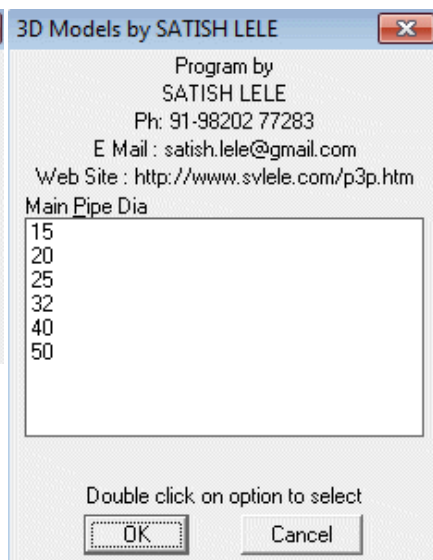 3D Models by SATISH LELE
Program by
SATISH LELE
Ph: 91-98202 77283
E Mail : satish.lele@gmail.com
Web Site : http://www.svlele.com/p3p.htm
Main Pipe Dia
15
20
25
32
40
50
Double click on option to select
OK Cancel